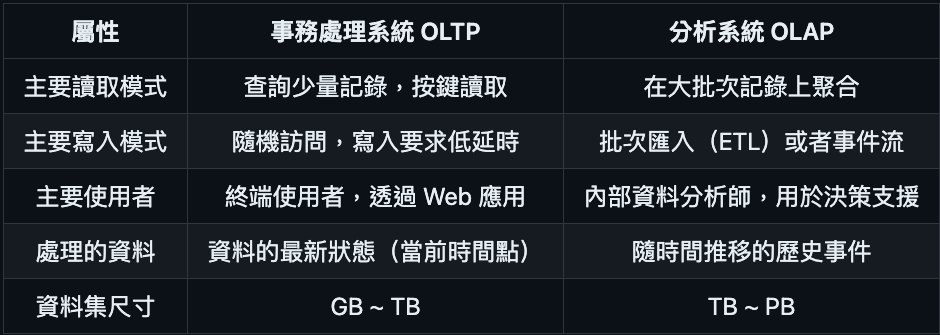 屬性 事務處理系統 OLTP 分析系統 OLAP
主要讀取模式 查詢少量記錄，按鍵讀取 在大批次記錄上聚合
主要寫入模式 隨機訪問，寫入要求低延時 批次匯入（ETL）或者事件流
主要使用者 終端使用者，透過 Web 應用 內部資料分析師，用於決策支援
處理的資料 資料的最新狀態（當前時間點） 隨時間推移的歷史事件
資料集尺寸 GB ~ TB TB ~ PB